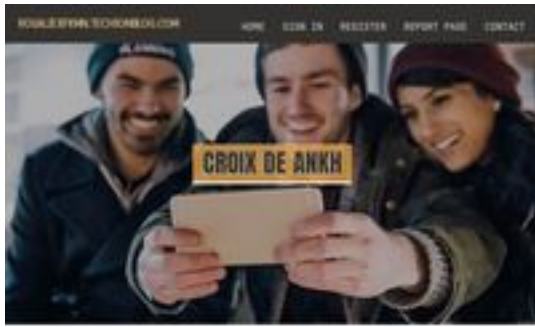 HOME SIGN IN REGISTER REPORT PAGE CONTACT
CROIX DE ANKH